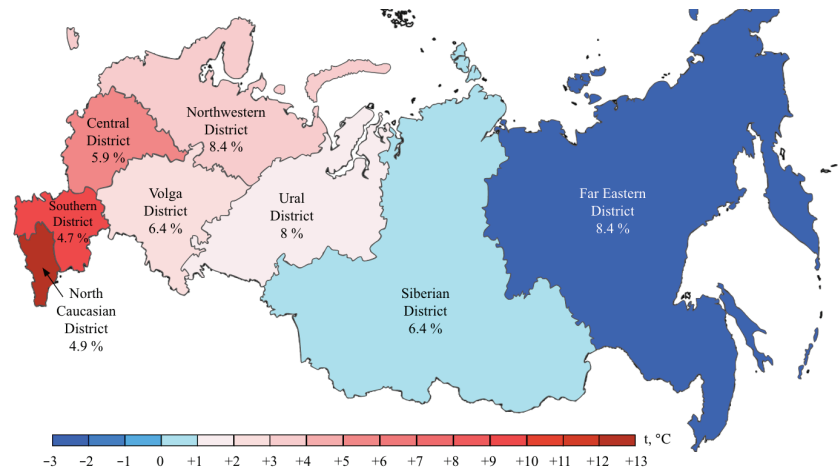 Northwestern
District
8.4 %
Central
District
5.9 %
Volga
District
6.4 %
Ural
District
8 %
Far Eastern
District
8.4 %
Southern
District
4.7 %
North
Caucasian
District
4.9 %
Siberian
District
6.4 %
t, °C
−3 −2 −1 0 +1 +2 +3 +4 +5 +6 +7 +8 +9 +10 +11 +12 +13